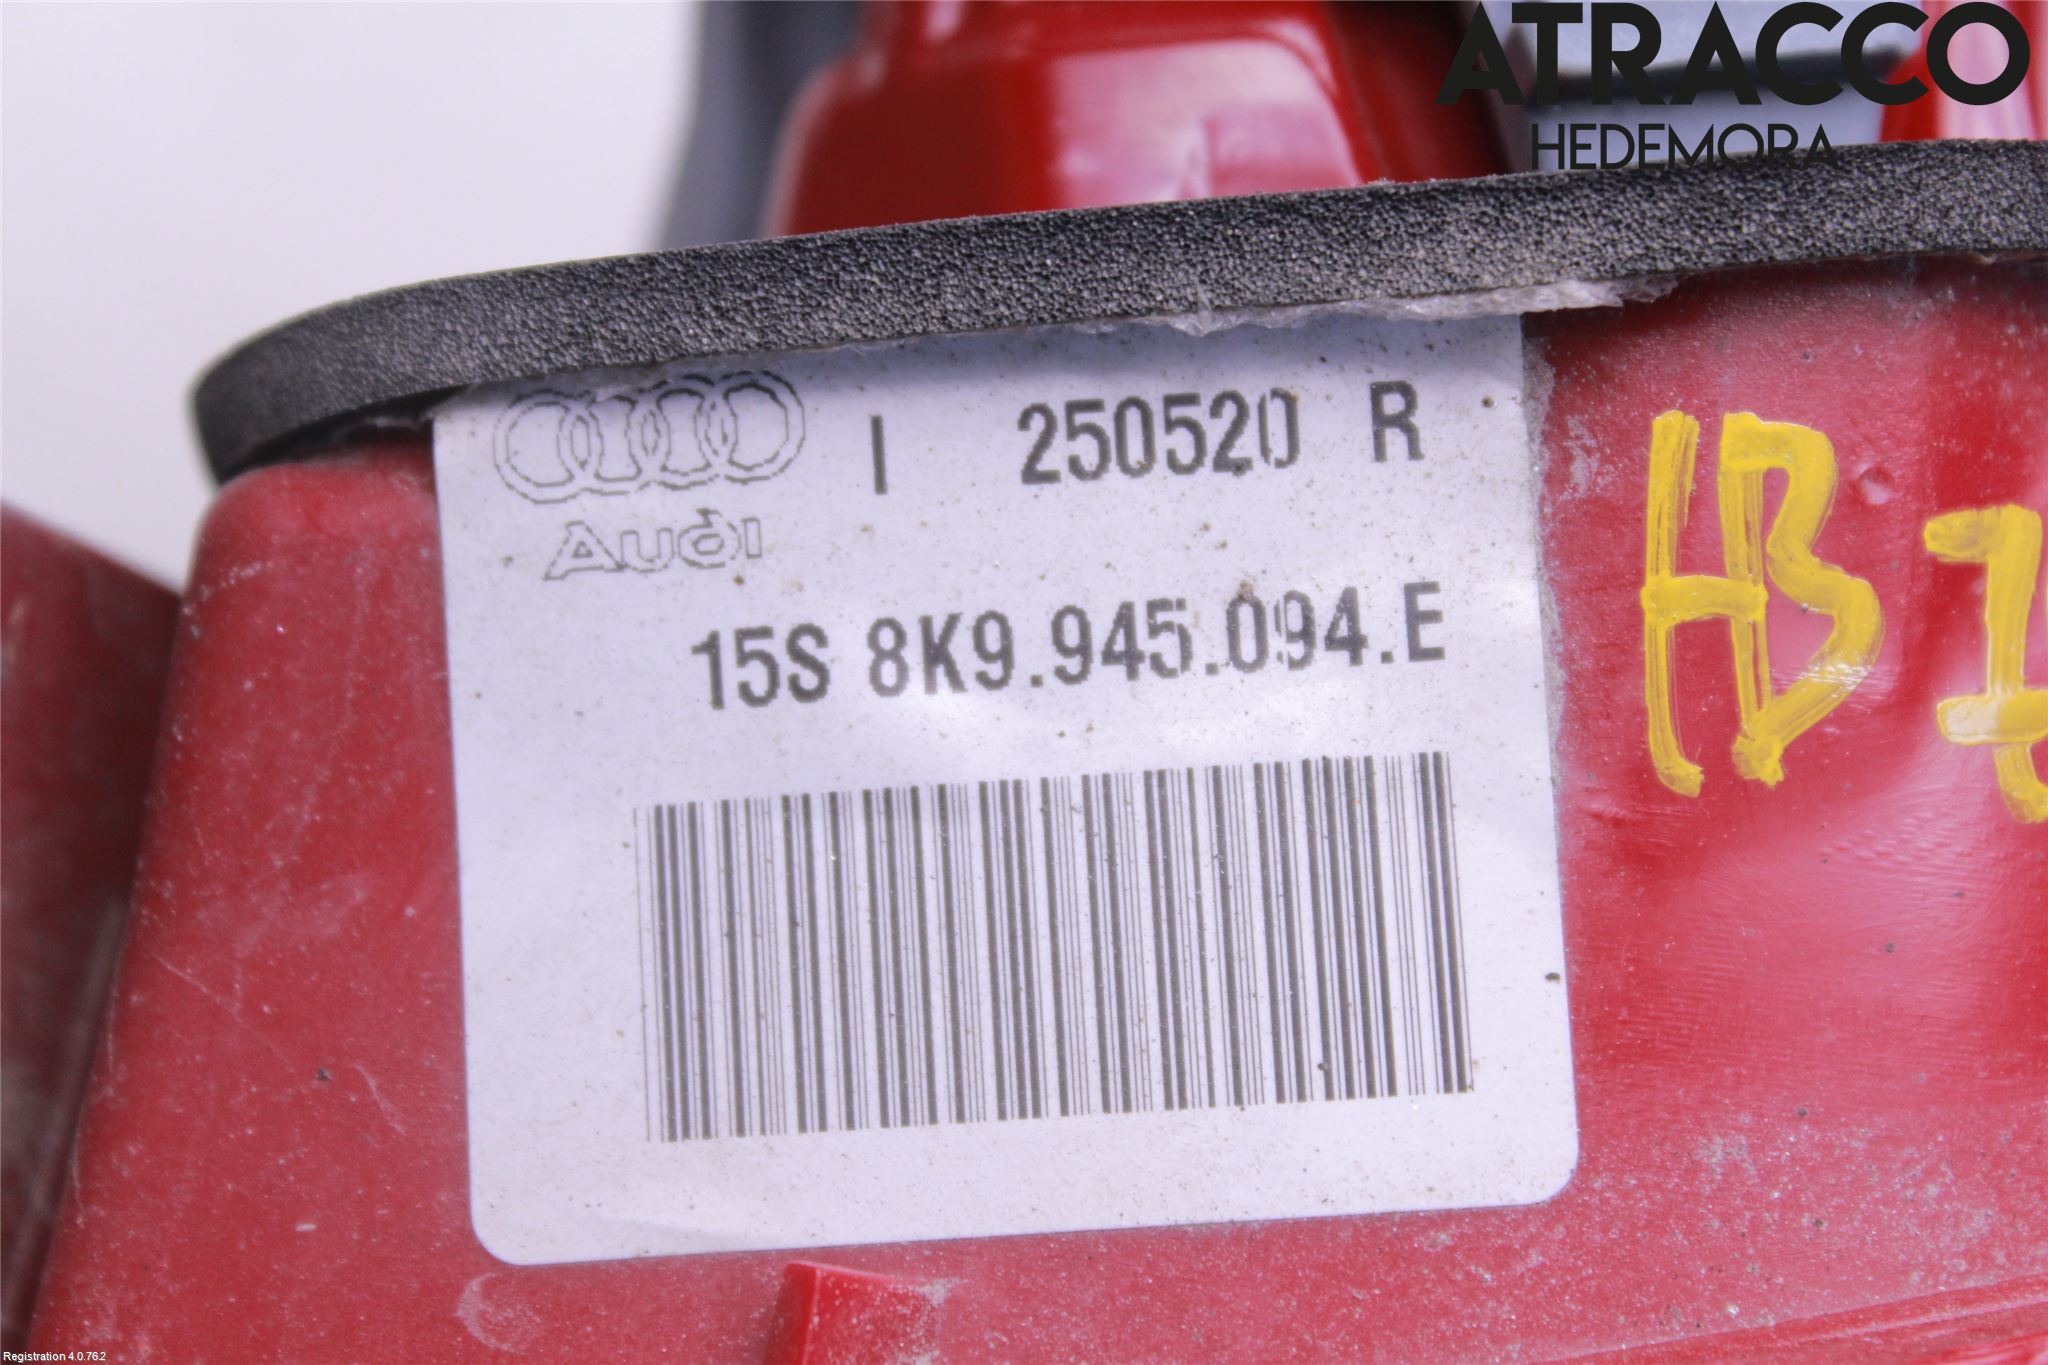 ATRACCO
HEDEMORA
Audi
I 250520 R
15S 8K9.945.094.E
HB
Registration 4.0.76.2